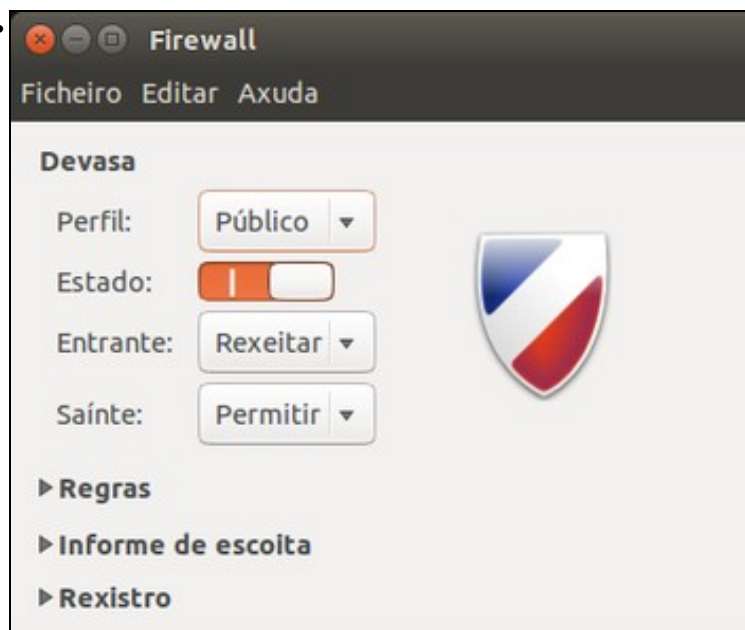 Firewall
Ficheiro Editar Axuda
Devasa
Perfil: Público
Estado:
Entrante: Rexeitar
Saínte: Permitir
Regras
Informe de escoita
Rexistro